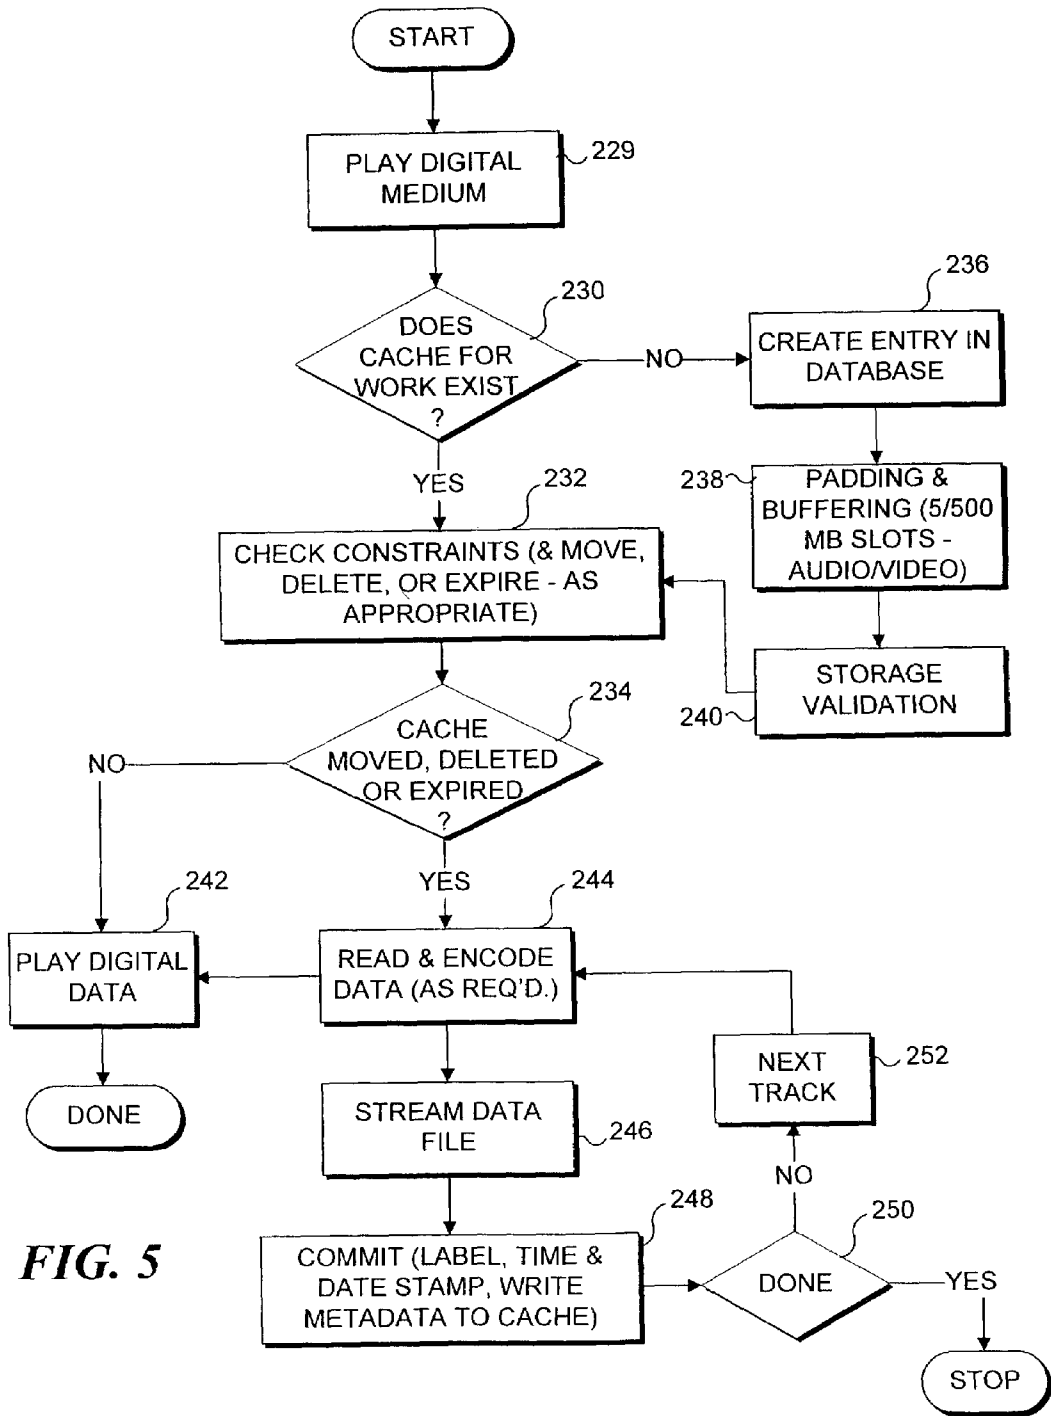 START
PLAY DIGITAL
MEDIUM
229
DOES
CACHE FOR
WORK EXIST
?
230
NO
236
CREATE ENTRY IN
DATABASE
YES
238
PADDING &
BUFFERING (5/500
MB SLOTS -
AUDIO/VIDEO)
232
CHECK CONSTRAINTS (& MOVE,
DELETE, OR EXPIRE - AS
APPROPRIATE)
240
STORAGE
VALIDATION
234
CACHE
MOVED, DELETED
OR EXPIRED
?
NO
YES
242
PLAY DIGITAL
DATA
244
READ & ENCODE
DATA (AS REQ'D.)
DONE
STREAM DATA
FILE
246
NEXT
TRACK
252
NO
248
COMMIT (LABEL, TIME &
DATE STAMP, WRITE
METADATA TO CACHE)
250
DONE
YES
STOP
FIG. 5